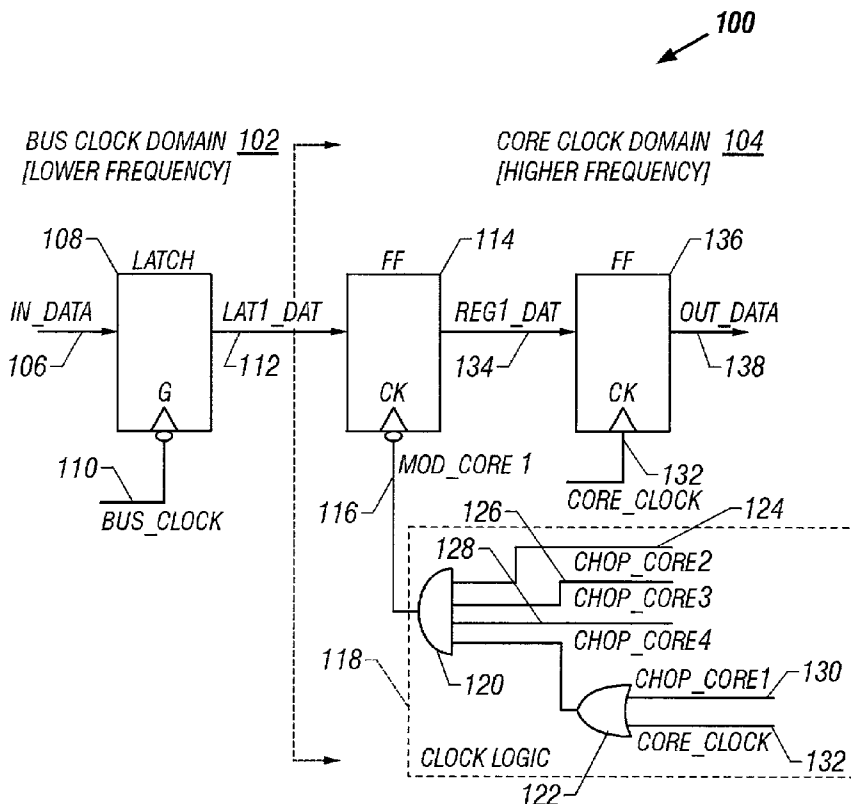 100
BUS CLOCK DOMAIN 102
[LOWER FREQUENCY]
CORE CLOCK DOMAIN 104
[HIGHER FREQUENCY]
108
LATCH
FF
114
FF
136
IN_DATA
106
LAT1_DAT
112
REG1_DAT
134
OUT_DATA
138
G
CK
CK
110
BUS_CLOCK
MOD_CORE 1
116
132
CORE_CLOCK
126
124
128
CHOP_CORE2
CHOP_CORE3
CHOP_CORE4
118
120
CHOP_CORE1
130
CORE_CLOCK
132
CLOCK LOGIC
122